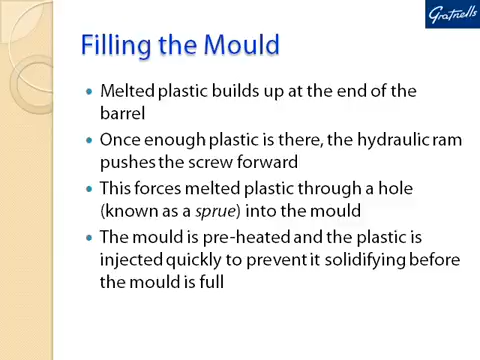 Gratnells
Filling the Mould
• Melted plastic builds up at the end of the
barrel
• Once enough plastic is there, the hydraulic ram
pushes the screw forward
• This forces melted plastic through a hole
(known as a sprue) into the mould
• The mould is pre-heated and the plastic is
injected quickly to prevent it solidifying before
the mould is full